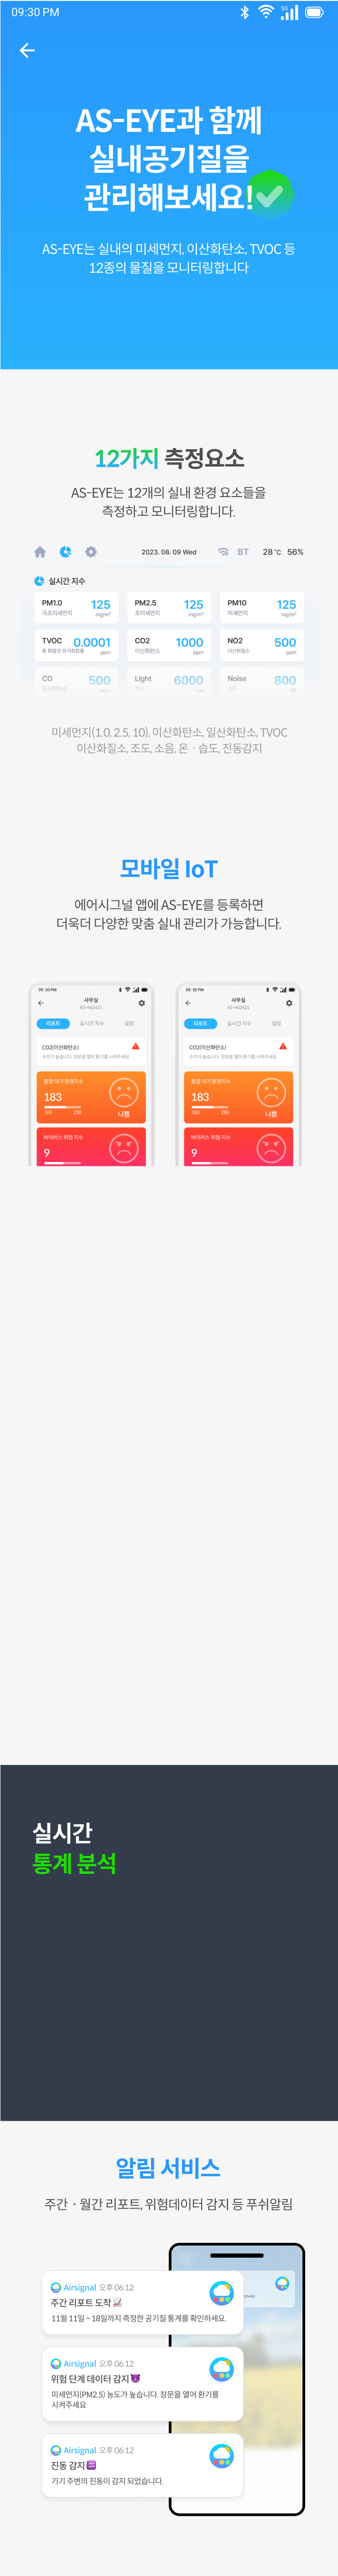 09:30 PM
5G
AS-EYE과 함께
실내공기질을
관리해보세요!
AS-EYE는 실내의 미세먼지, 이산화탄소, TVOC 등
12종의 물질을 모니터링합니다
12가지 측정요소
AS-EYE는 12개의 실내 환경 요소들을
측정하고 모니터링합니다.
2023. 08. 09 Wed
BT
28°C 56%
실시간 지수
PM1.0 125
극초미세먼지 mg/m³
PM2.5 125
초미세먼지 mg/m³
PM10 125
미세먼지 mg/m³
TVOC 0.0001
총 휘발성 유기화합물 ppm
CO2 1000
이산화탄소 ppm
NO2 500
이산화질소 ppm
CO 500
일산화탄소 ppm
Light 6000
조도 Lux
Noise 800
소음 dB
미세먼지(1.0, 2.5, 10), 이산화탄소, 일산화탄소, TVOC
이산화질소, 조도, 소음, 온 · 습도, 진동감지
모바일 IoT
에어시그널 앱에 AS-EYE를 등록하면
더욱더 다양한 맞춤 실내 관리가 가능합니다.
09: 30 PM
사무실
AS-442421
리포트 실시간 지수 설정
CO2(이산화탄소)
수치가 높습니다. 창문을 열어 환기를 시켜주세요
통합 대기 환경지수
183
100 250
나쁨
바이러스 위험 지수
9
09: 30 PM
사무실
AS-442421
리포트 실시간 지수 설정
CO2(이산화탄소)
수치가 높습니다. 창문을 열어 환기를 시켜주세요
통합 대기 환경지수
183
100 250
나쁨
바이러스 위험 지수
9
실시간
통계 분석
알림 서비스
주간 · 월간 리포트, 위험데이터 감지 등 푸쉬알림
Airsignal 오후 06:12
주간 리포트 도착
11월 11일 ~ 18일까지 측정한 공기질 통계를 확인하세요.
Airsignal 오후 06:12
위험 단계 데이터 감지
미세먼지(PM2.5) 농도가 높습니다. 창문을 열어 환기를
시켜주세요
Airsignal 오후 06:12
진동 감지
기기 주변의 진동이 감지 되었습니다.